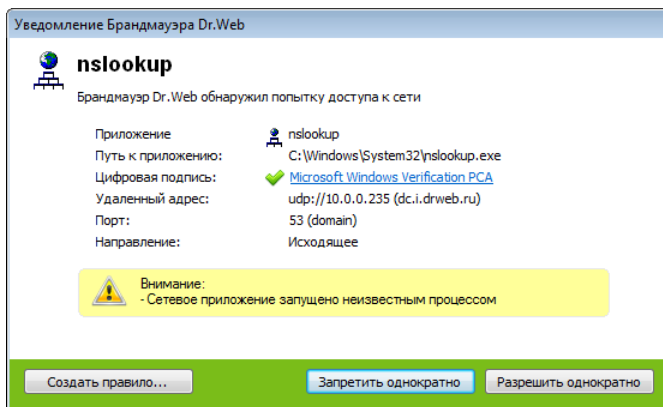 Уведомление Брандмауэра Dr.Web
nslookup
Брандмауэр Dr.Web обнаружил попытку доступа к сети
Приложение nslookup
Путь к приложению: C:\Windows\System32\nslookup.exe
Цифровая подпись: Microsoft Windows Verification PCA
Удаленный адрес: udp://10.0.0.235 (dc.i.drweb.ru)
Порт: 53 (domain)
Направление: Исходящее
Внимание:
- Сетевое приложение запущено неизвестным процессом
Создать правило... Запретить однократно Разрешить однократно